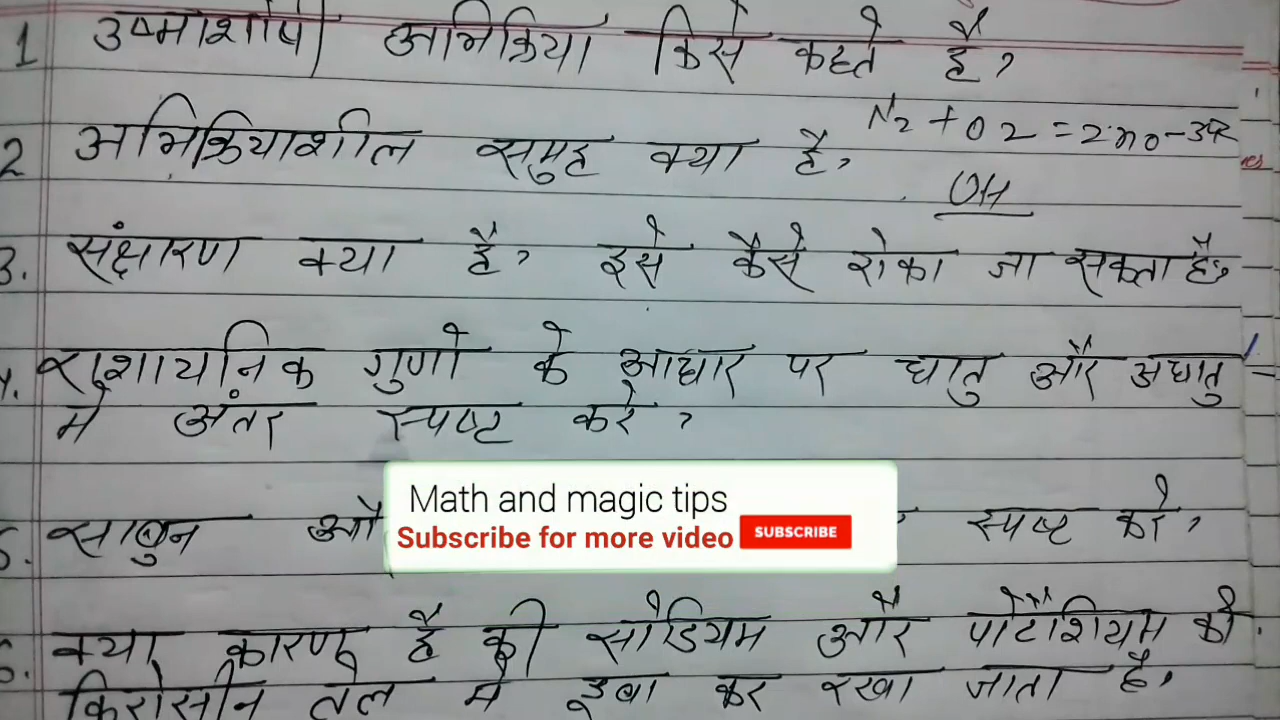 1 उष्माशोषी अभिक्रिया किसे कहते है?
N2 + O2 = 2no - 39R
2 अभिक्रियाशील समुह क्या है?
OH
3. संक्षारण क्या है? इसे कैसे रोका जा सकता है?
4. राशायनिक गुणो के आधार पर धातु और अधातु
मे अंतर स्पष्ट करे?
Math and magic tips
5. साबुन औ स्पष्ट करे?
Subscribe for more video SUBSCRIBE
6. क्या कारण है की सोडियम और पोटैशियम को
किरोसीन तेल मे डूबा कर रखा जाता है?